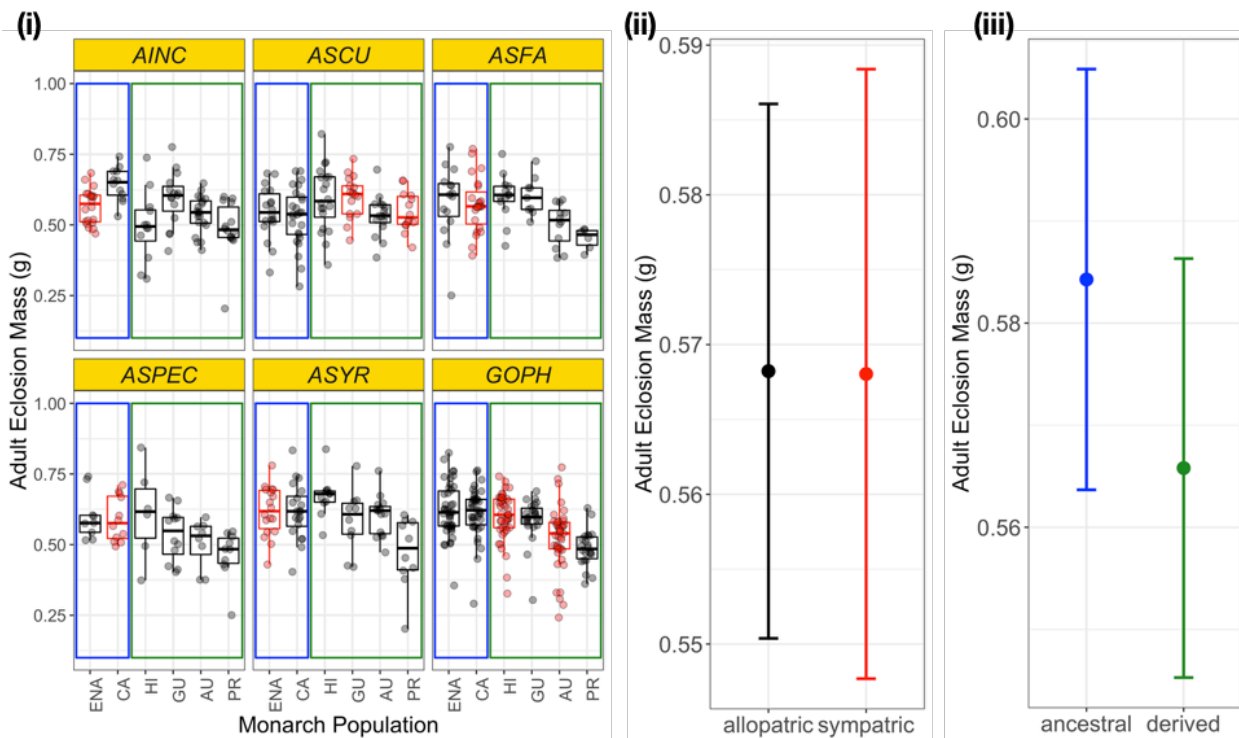 (i)
AINC ASCU ASFA
1.00
0.75
0.50
0.25
ASPEC ASYR GOPH
1.00
0.75
0.50
0.25
Adult Eclosion Mass (g)
ENA CA HI GU AU PR ENA CA HI GU AU PR ENA CA HI GU AU PR
Monarch Population
(ii)
0.59
0.58
0.57
0.56
0.55
Adult Eclosion Mass (g)
allopatric sympatric
(iii)
0.60
0.58
0.56
Adult Eclosion Mass (g)
ancestral derived